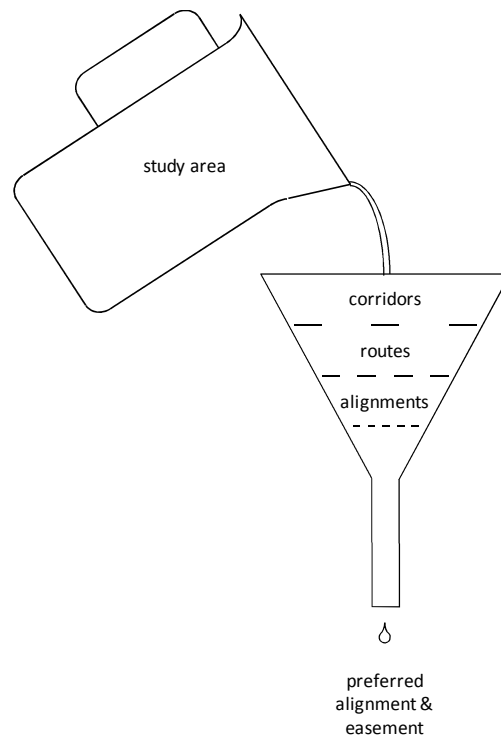 study area
corridors
routes
alignments
preferred
alignment &
easement